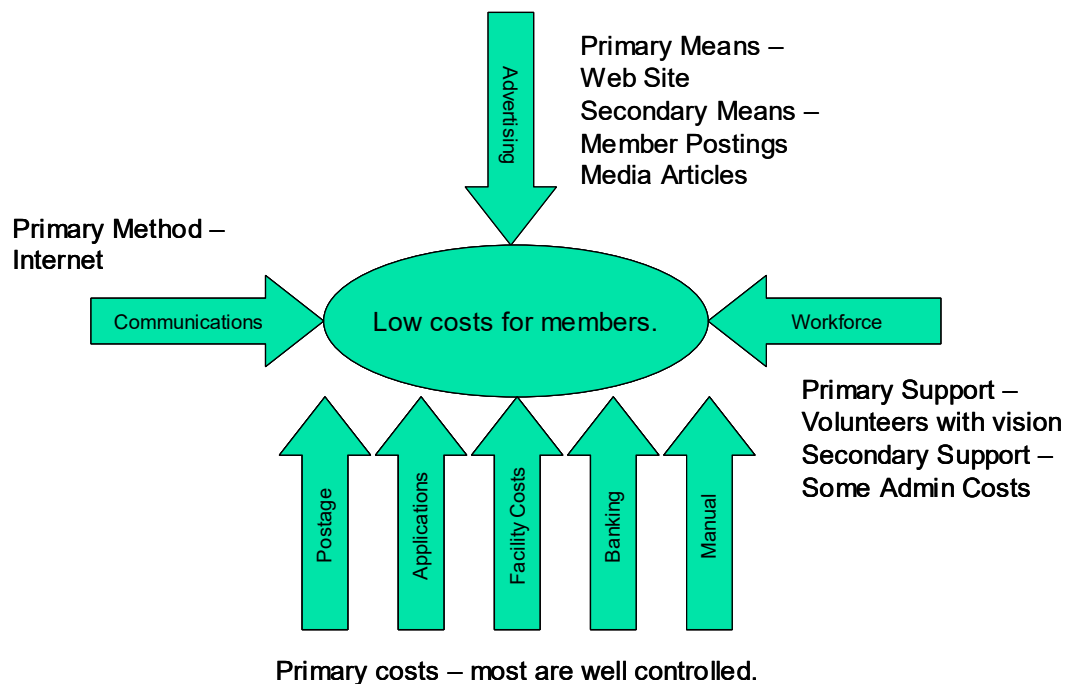 Advertising
Primary Means –
Web Site
Secondary Means –
Member Postings
Media Articles
Primary Method –
Internet
Communications
Low costs for members.
Workforce
Primary Support –
Volunteers with vision
Secondary Support –
Some Admin Costs
Postage
Applications
Facility Costs
Banking
Manual
Primary costs – most are well controlled.